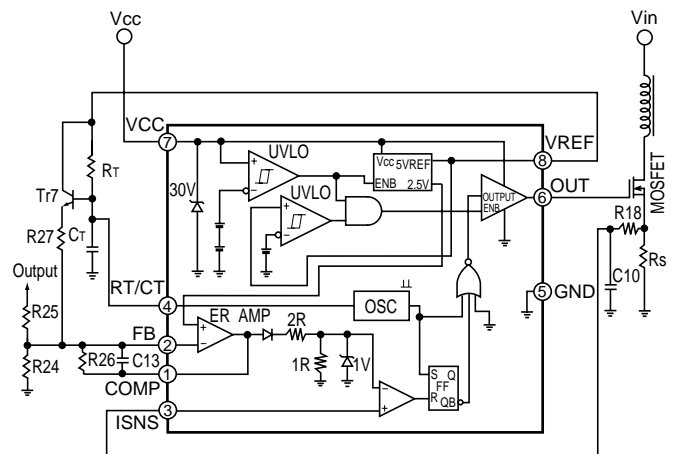 Vcc
Vin
VCC
7
UVLO
Vcc 5VREF
ENB 2.5V
VREF
8
RT
Tr7
30V
UVLO
OUTPUT
ENB
OUT
6
MOSFET
R27
CT
R18
Output
RT/CT
C10
Rs
R25
4
OSC
5
GND
FB
ER AMP
2R
2
R24
R26
C13
1R
1V
COMP
1
S Q
FF
R QB
ISNS
3
+
−
+
−
+
−
−
+